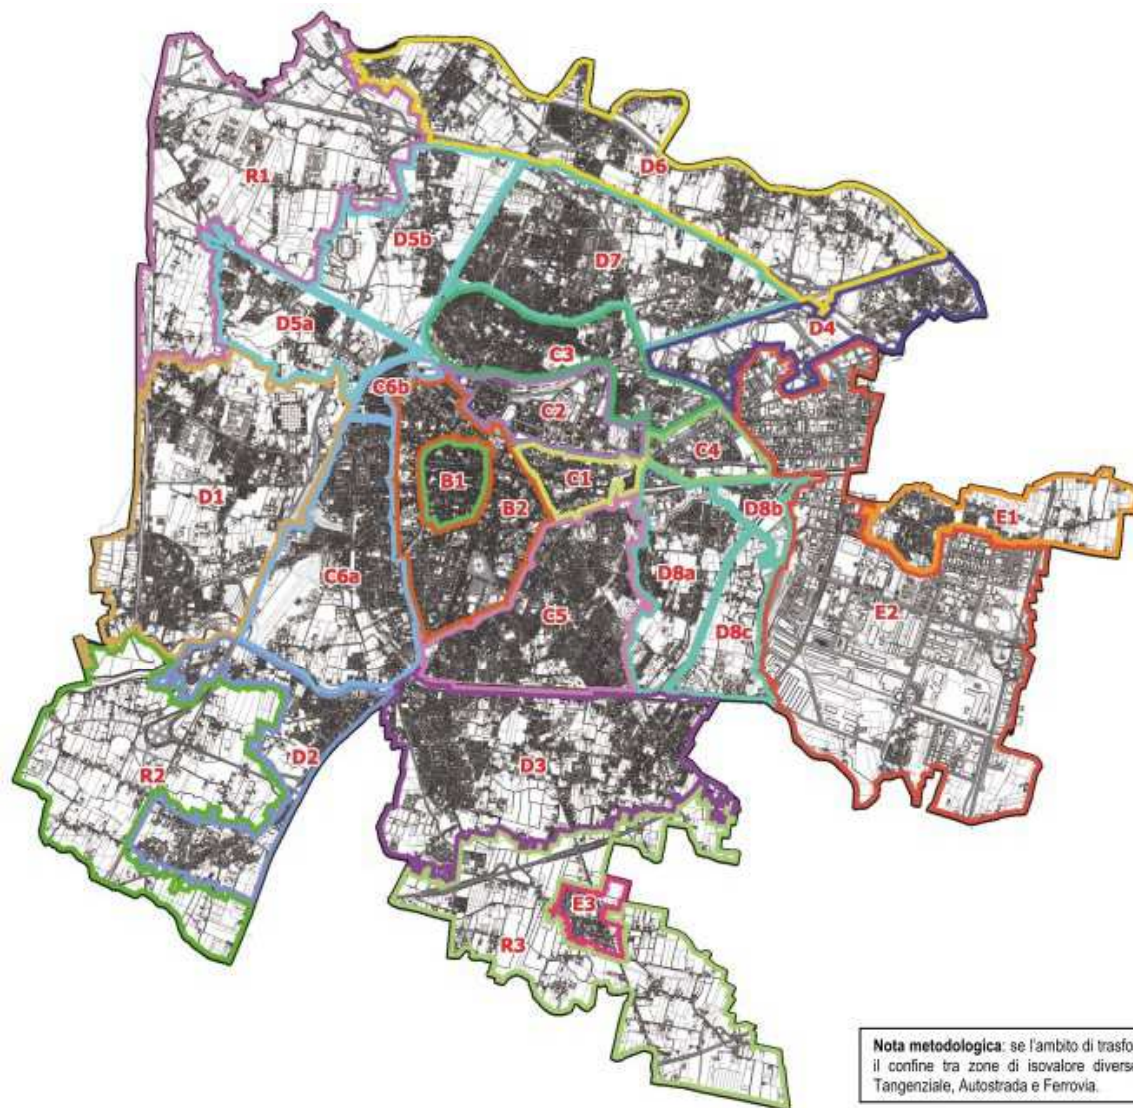 D6
R1
D5b
D7
D5a
D4
C3
C6b
C2
C4
B1
C1
D1
B2
D8b
E1
C6a
D8a
E2
C5
D8c
D2
R2
D3
E3
R3
Nota metodologica: se l'ambito di trasfo
il confine tra zone di isovalore divers
Tangenziale, Autostrada e Ferrovia.